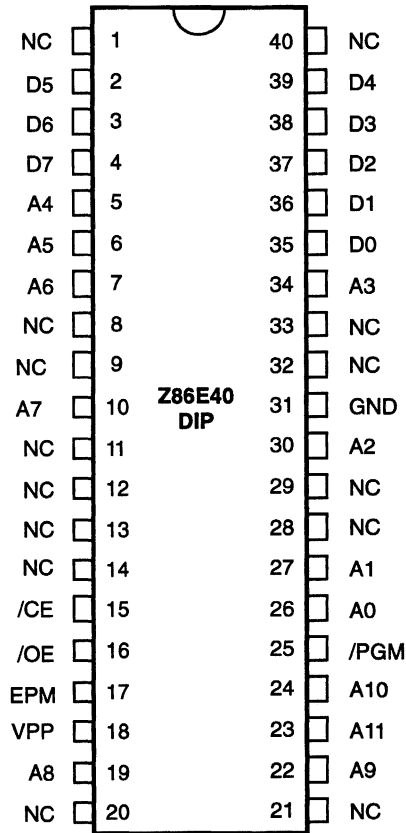 NC 1 40 NC
D5 2 39 D4
D6 3 38 D3
D7 4 37 D2
A4 5 36 D1
A5 6 35 D0
A6 7 34 A3
NC 8 33 NC
NC 9 32 NC
A7 10 Z86E40 31 GND
DIP
NC 11 30 A2
NC 12 29 NC
NC 13 28 NC
NC 14 27 A1
/CE 15 26 A0
/OE 16 25 /PGM
EPM 17 24 A10
VPP 18 23 A11
A8 19 22 A9
NC 20 21 NC